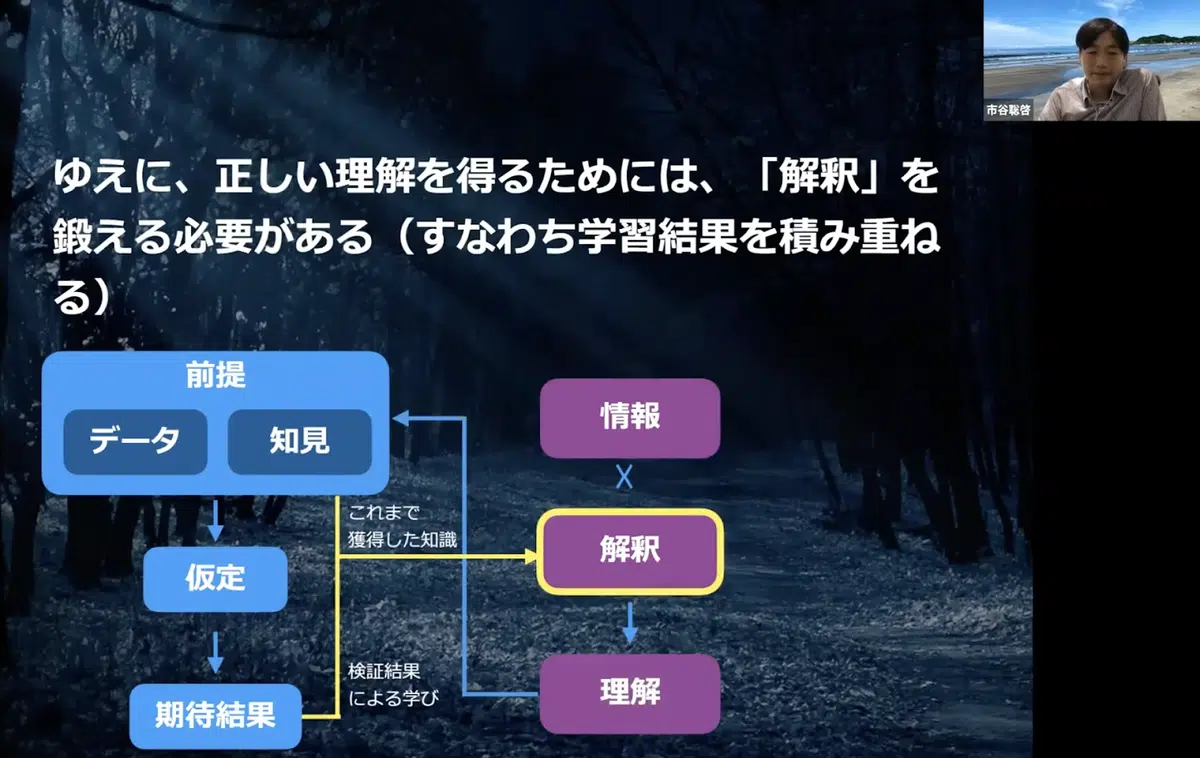 市谷聡啓
ゆえに、正しい理解を得るためには、「解釈」を
鍛える必要がある（すなわち学習結果を積み重ね
る）
前提
データ
知見
仮定
期待結果
これまで
獲得した知識
検証結果
による学び
情報
X
解釈
理解